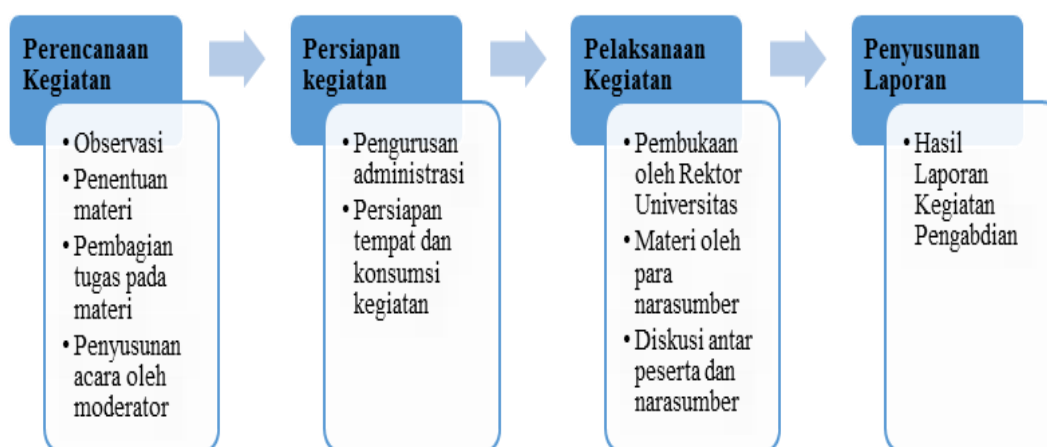 Perencanaan
Kegiatan
• Observasi
• Penentuan
materi
• Pembagian
tugas pada
materi
• Penyusunan
acara oleh
moderator
Persiapan
kegiatan
• Pengurusan
administrasi
• Persiapan
tempat dan
konsumsi
kegiatan
Pelaksanaan
Kegiatan
• Pembukaan
oleh Rektor
Universitas
• Materi oleh
para
narasumber
• Diskusi antar
peserta dan
narasumber
Penyusunan
Laporan
• Hasil
Laporan
Kegiatan
Pengabdian